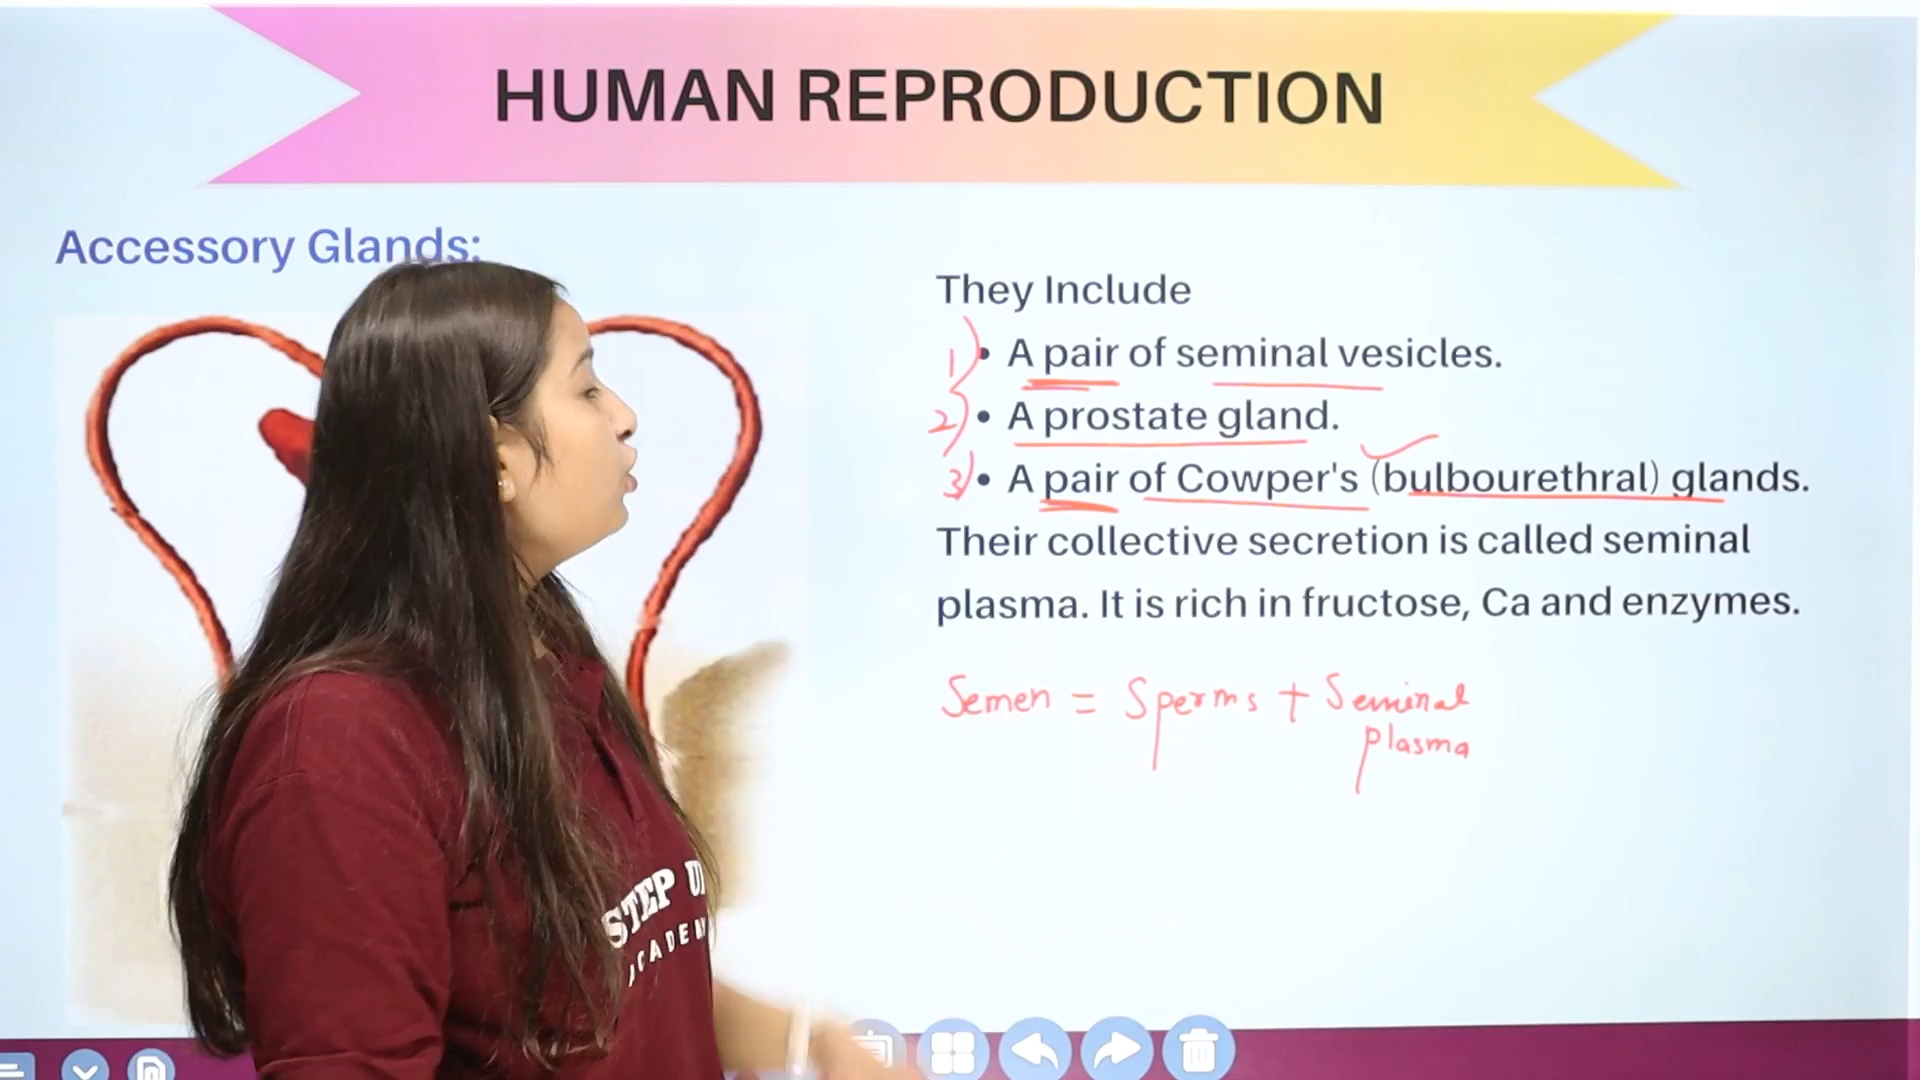 HUMAN REPRODUCTION
Accessory Glands:
They Include
1) • A pair of seminal vesicles.
2) • A prostate gland.
3) • A pair of Cowper's (bulbourethral) glands.
Their collective secretion is called seminal
plasma. It is rich in fructose, Ca and enzymes.
Semen = Sperms + Seminal
plasma
STEP